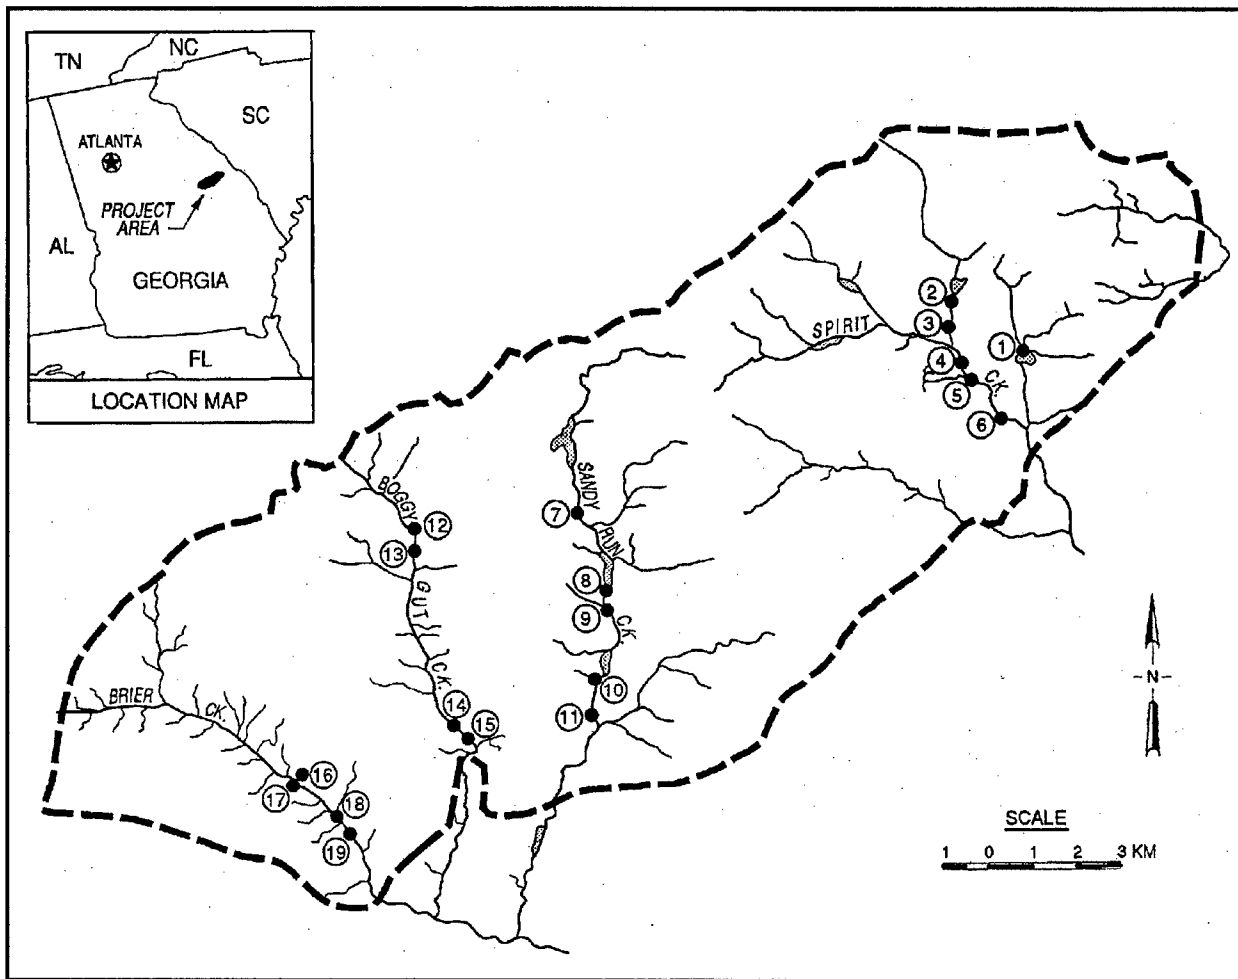 TN
NC
SC
ATLANTA
PROJECT
AREA
AL
GEORGIA
FL
LOCATION MAP
SPIRIT
CK.
1
2
3
4
5
6
SANDY
RUN
CK.
7
8
9
10
11
BOGGY
GUT
CK.
12
13
14
15
BRIER
CK.
16
17
18
19
N
SCALE
1 0 1 2 3 KM